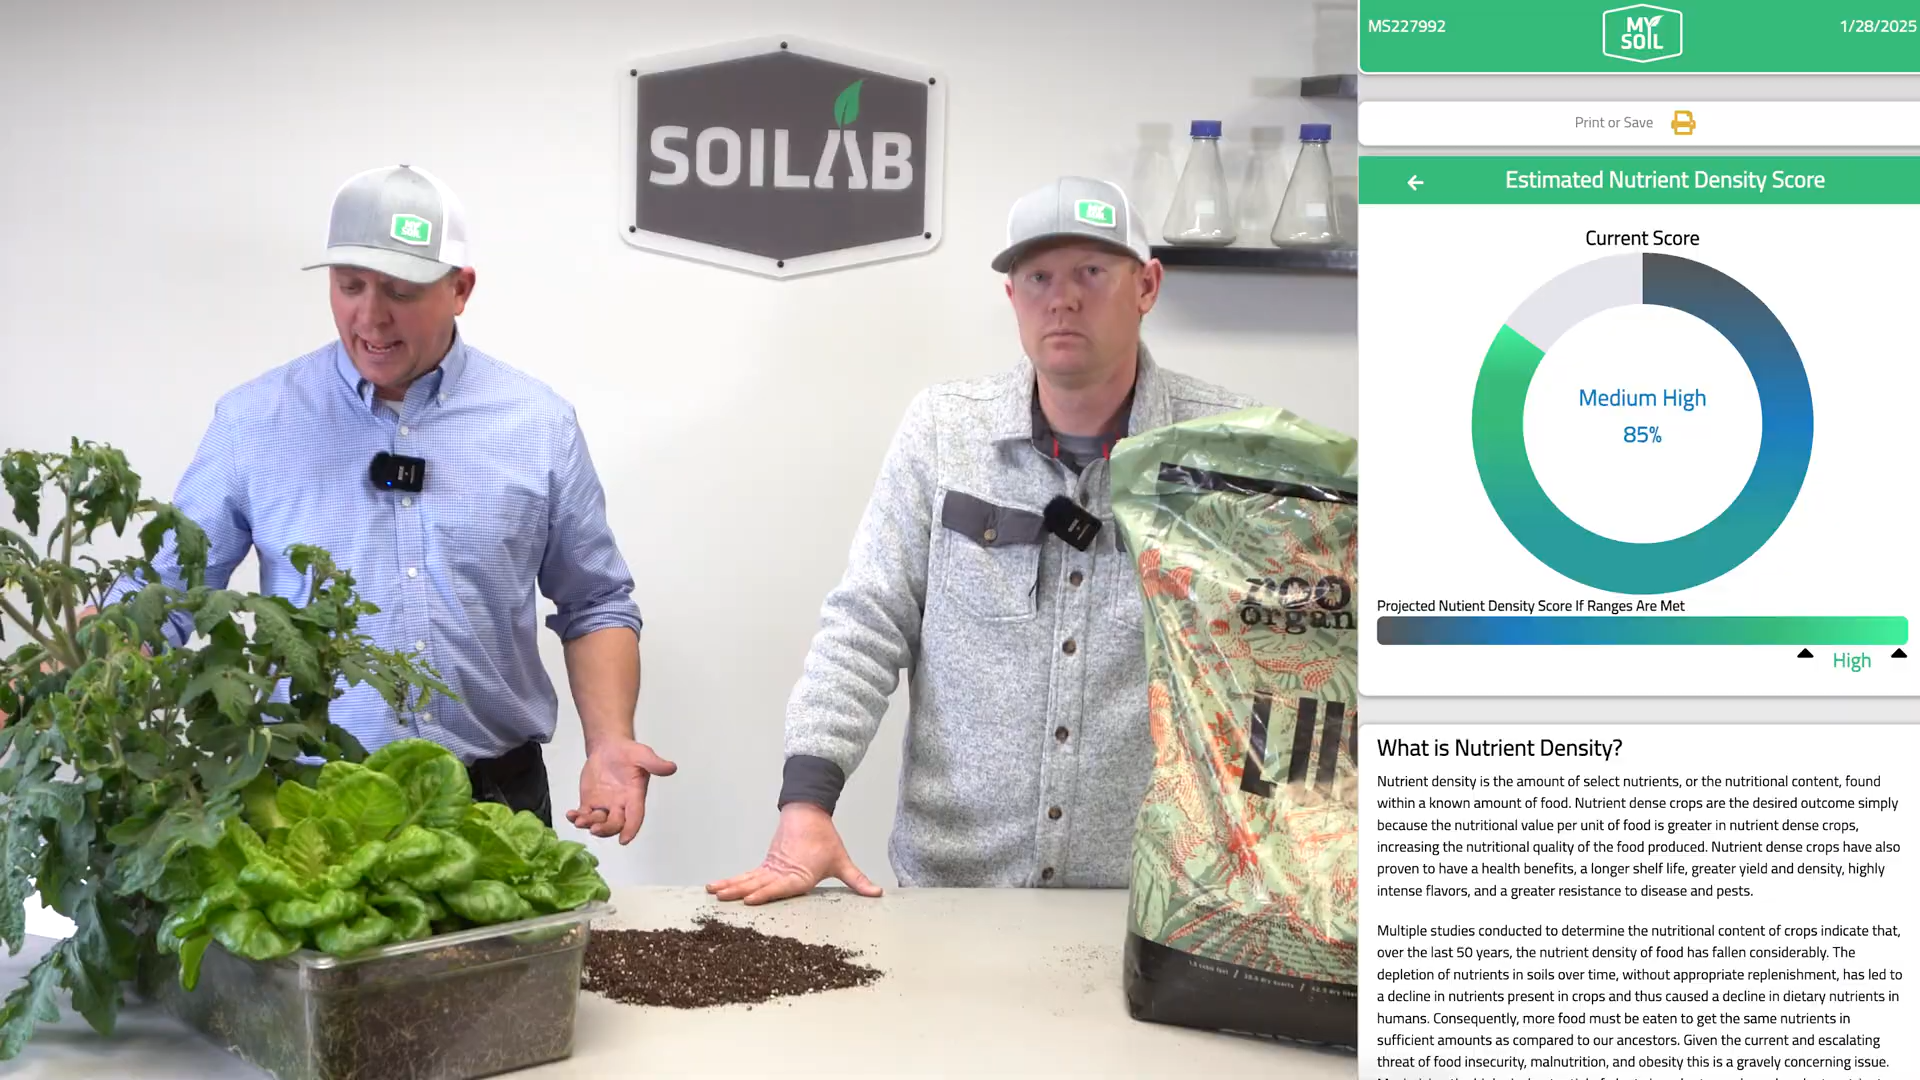 SOILAB
MY
SOIL
MY
SOIL
organ
LU
MS227992
MY
SOIL
1/28/2025
Print or Save
Estimated Nutrient Density Score
Current Score
Medium High
85%
Projected Nutient Density Score If Ranges Are Met
High
What is Nutrient Density?
Nutrient density is the amount of select nutrients, or the nutritional content, found
within a known amount of food. Nutrient dense crops are the desired outcome simply
because the nutritional value per unit of food is greater in nutrient dense crops,
increasing the nutritional quality of the food produced. Nutrient dense crops have also
proven to have a health benefits, a longer shelf life, greater yield and density, highly
intense flavors, and a greater resistance to disease and pests.
Multiple studies conducted to determine the nutritional content of crops indicate that,
over the last 50 years, the nutrient density of food has fallen considerably. The
depletion of nutrients in soils over time, without appropriate replenishment, has led to
a decline in nutrients present in crops and thus caused a decline in dietary nutrients in
humans. Consequently, more food must be eaten to get the same nutrients in
sufficient amounts as compared to our ancestors. Given the current and escalating
threat of food insecurity, malnutrition, and obesity this is a gravely concerning issue.